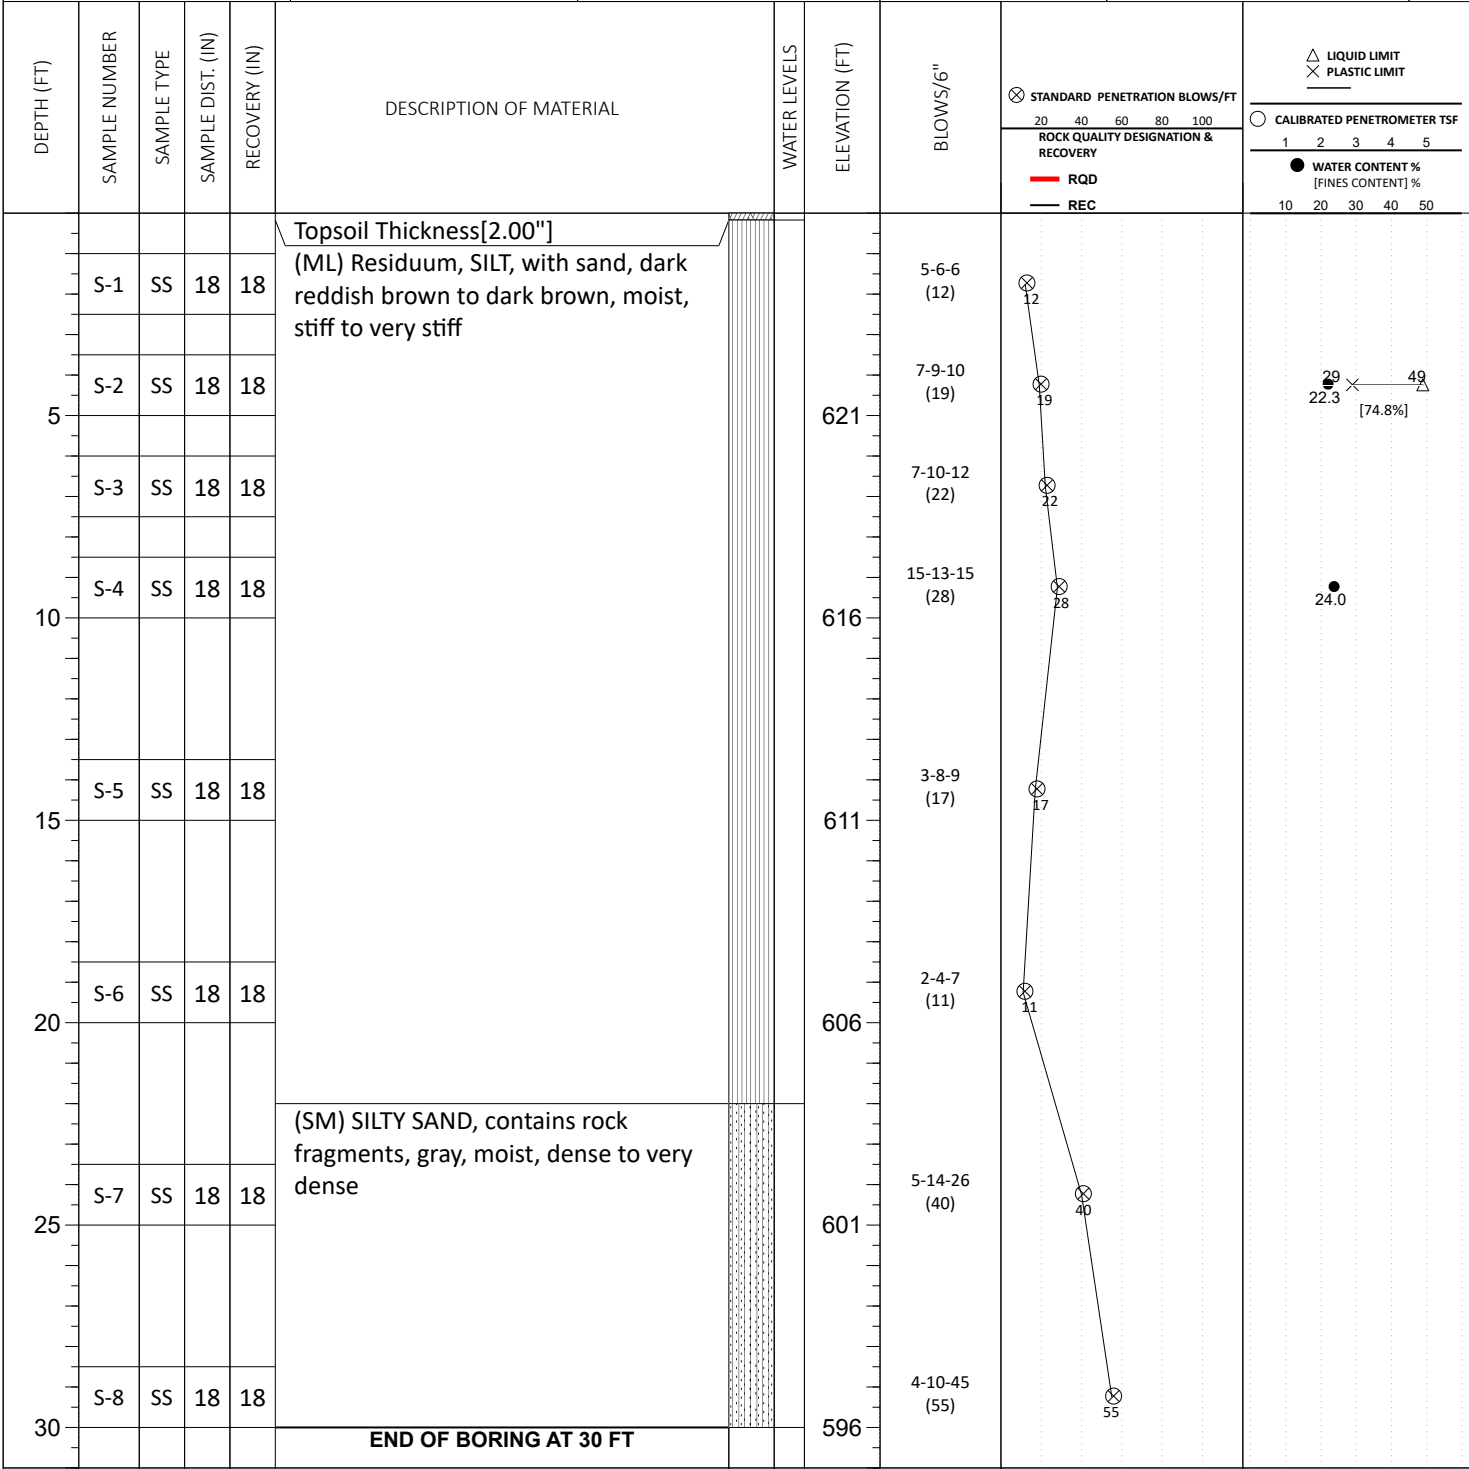 DEPTH (FT)
SAMPLE NUMBER
SAMPLE TYPE
SAMPLE DIST. (IN)
RECOVERY (IN)
DESCRIPTION OF MATERIAL
WATER LEVELS
ELEVATION (FT)
BLOWS/6"
STANDARD PENETRATION BLOWS/FT
20 40 60 80 100
ROCK QUALITY DESIGNATION &
RECOVERY
RQD
REC
LIQUID LIMIT
PLASTIC LIMIT
CALIBRATED PENETROMETER TSF
1 2 3 4 5
WATER CONTENT %
[FINES CONTENT] %
10 20 30 40 50
Topsoil Thickness[2.00"]
(ML) Residuum, SILT, with sand, dark
reddish brown to dark brown, moist,
stiff to very stiff
S-1 SS 18 18
5-6-6
(12)
12
S-2 SS 18 18
7-9-10
(19)
19
29 49
22.3
[74.8%]
5 621
S-3 SS 18 18
7-10-12
(22)
22
S-4 SS 18 18
15-13-15
(28)
28
24.0
10 616
S-5 SS 18 18
3-8-9
(17)
17
15 611
S-6 SS 18 18
2-4-7
(11)
11
20 606
(SM) SILTY SAND, contains rock
fragments, gray, moist, dense to very
dense
S-7 SS 18 18
5-14-26
(40)
40
25 601
S-8 SS 18 18
4-10-45
(55)
55
30 596
END OF BORING AT 30 FT